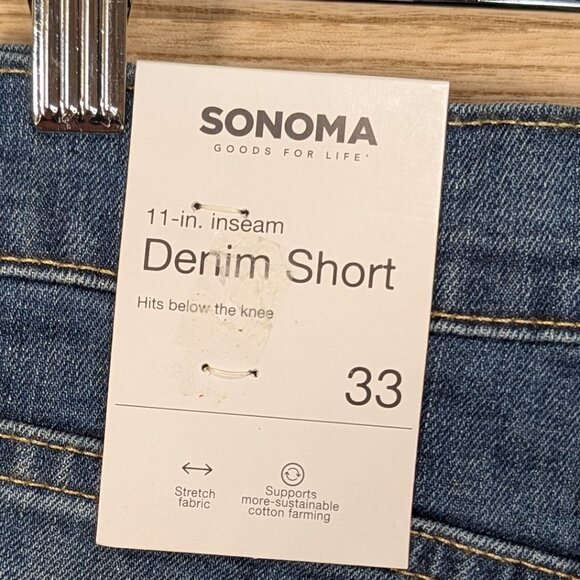 SONOMA
GOODS FOR LIFE
11-in. inseam
Denim Short
Hits below the knee
33
Stretch
fabric
Supports
more-sustainable
cotton farming